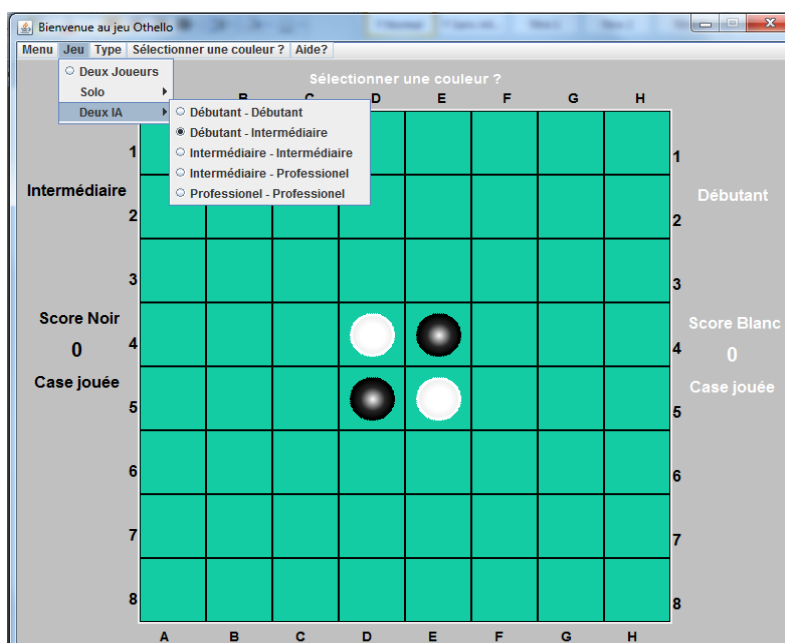 Bienvenue au jeu Othello
Menu Jeu Type Sélectionner une couleur ? Aide?
Deux Joueurs
Solo
Deux IA
Débutant - Débutant
Débutant - Intermédiaire
Intermédiaire - Intermédiaire
Intermédiaire - Professionel
Professionel - Professionel
Sélectionner une couleur ?
B C D E F G H
1 1
Intermédiaire Débutant
2 2
3 3
Score Noir Score Blanc
0 4 4 0
Case jouée Case jouée
5 5
6 6
7 7
8 8
A B C D E F G H